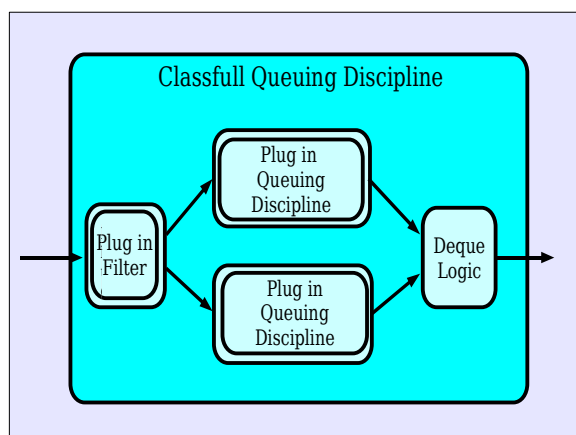 Classfull Queuing Discipline
Plug in
Queuing
Discipline
Plug in
Filter
Deque
Logic
Plug in
Queuing
Discipline